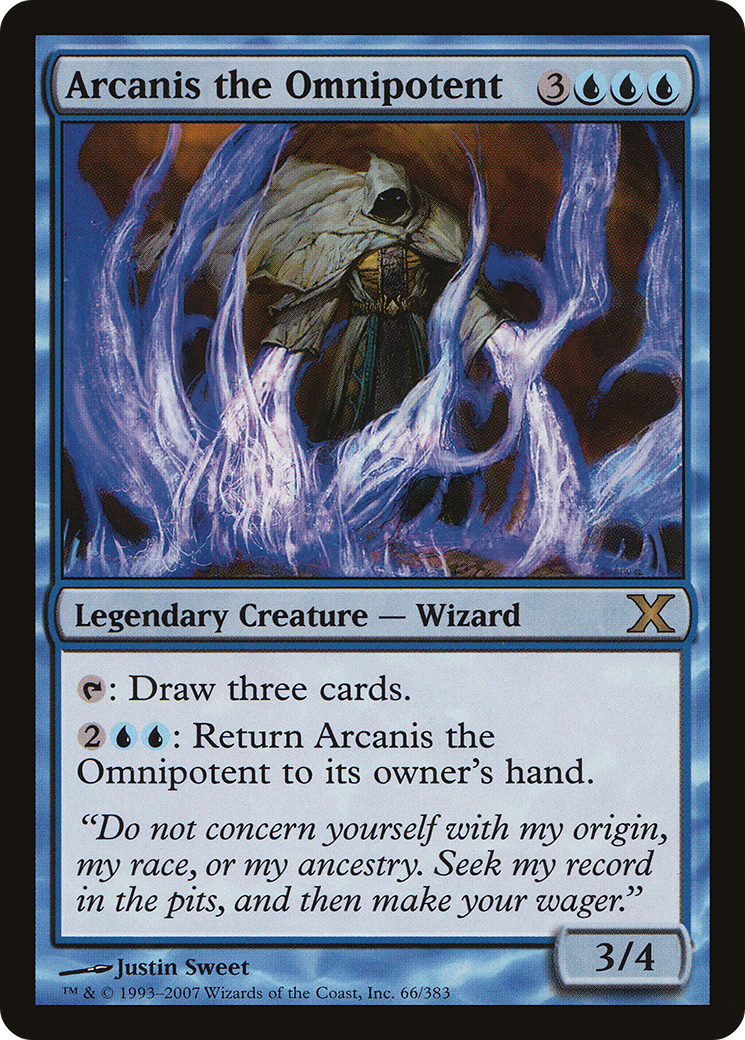 Arcanis the Omnipotent 3
Legendary Creature — Wizard X
: Draw three cards.
2: Return Arcanis the
Omnipotent to its owner's hand.
“Do not concern yourself with my origin,
my race, or my ancestry. Seek my record
in the pits, and then make your wager.”
3/4
Justin Sweet
™ & © 1993–2007 Wizards of the Coast, Inc. 66/383